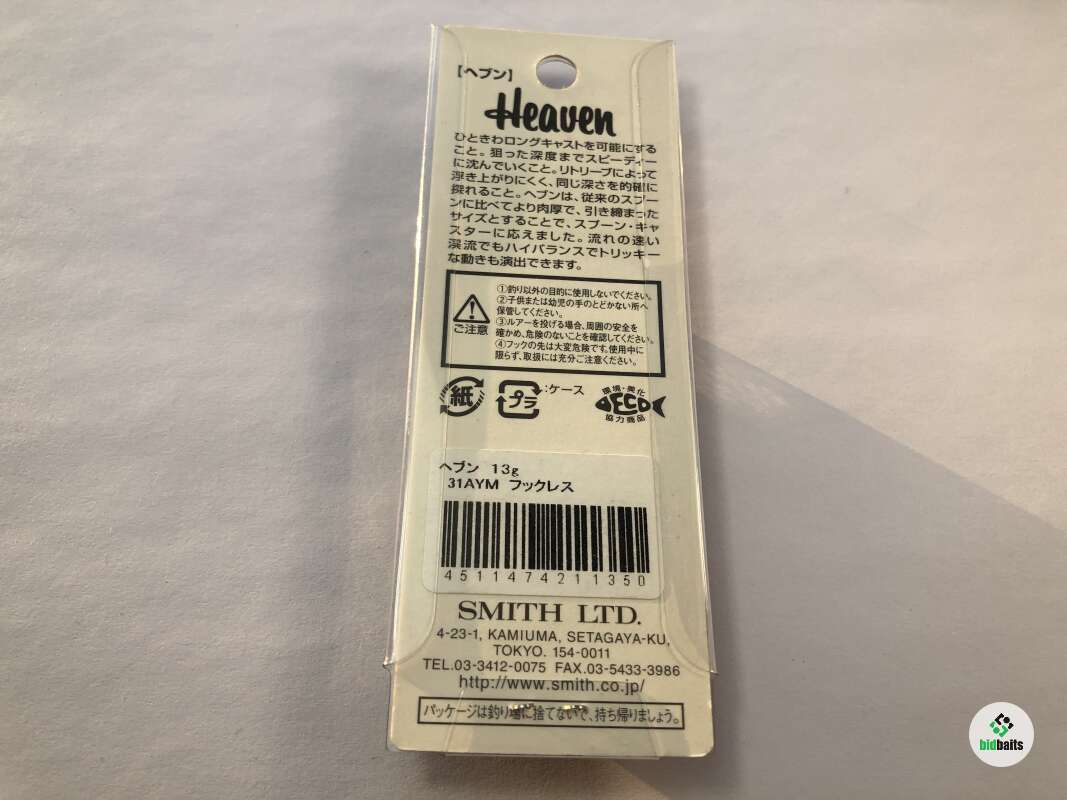 【ヘブン】
Heaven
ひときわロングキャストを可能にする
こと。狙った深度までスピーディー
に沈んでいくこと。リトリーブによって
浮き上がりにくく、同じ深さを的確に
探れること。ヘブンは、従来のスプー
ンに比べてより肉厚で、引き締まった
サイズとすることで、スプーン・キャ
スターに応えました。流れの速い
渓流でもハイバランスでトリッキー
な動きも演出できます。
ご注意
①釣り以外の目的に使用しないでください。
②子供または幼児の手のとどかない所へ
保管してください。
③ルアーを投げる場合、周囲の安全を
確かめ、危険のないことを確認してください。
④フックの先は大変危険です。使用中に
限らず、取扱には充分ご注意ください。
紙
プラ
:ケース
環境・美化
ECO
協力商品
ヘブン 13g
31AYM フックレス
4511474211350
SMITH LTD.
4-23-1, KAMIUMA, SETAGAYA-KU,
TOKYO. 154-0011
TEL.03-3412-0075 FAX.03-5433-3986
http://www.smith.co.jp/
パッケージは釣り場に捨てないで、持ち帰りましょう。
bidbaits